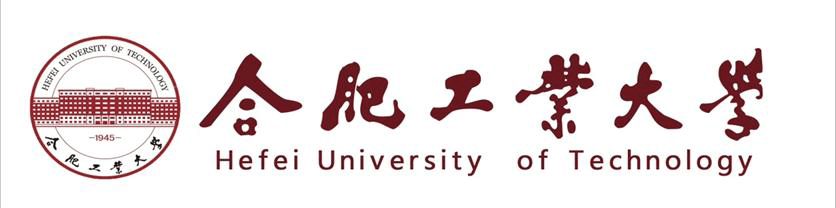 HEFEI UNIVERSITY OF TECHNOLOGY
-1945-
合肥工業大學
合肥工業大學
Hefei University of Technology